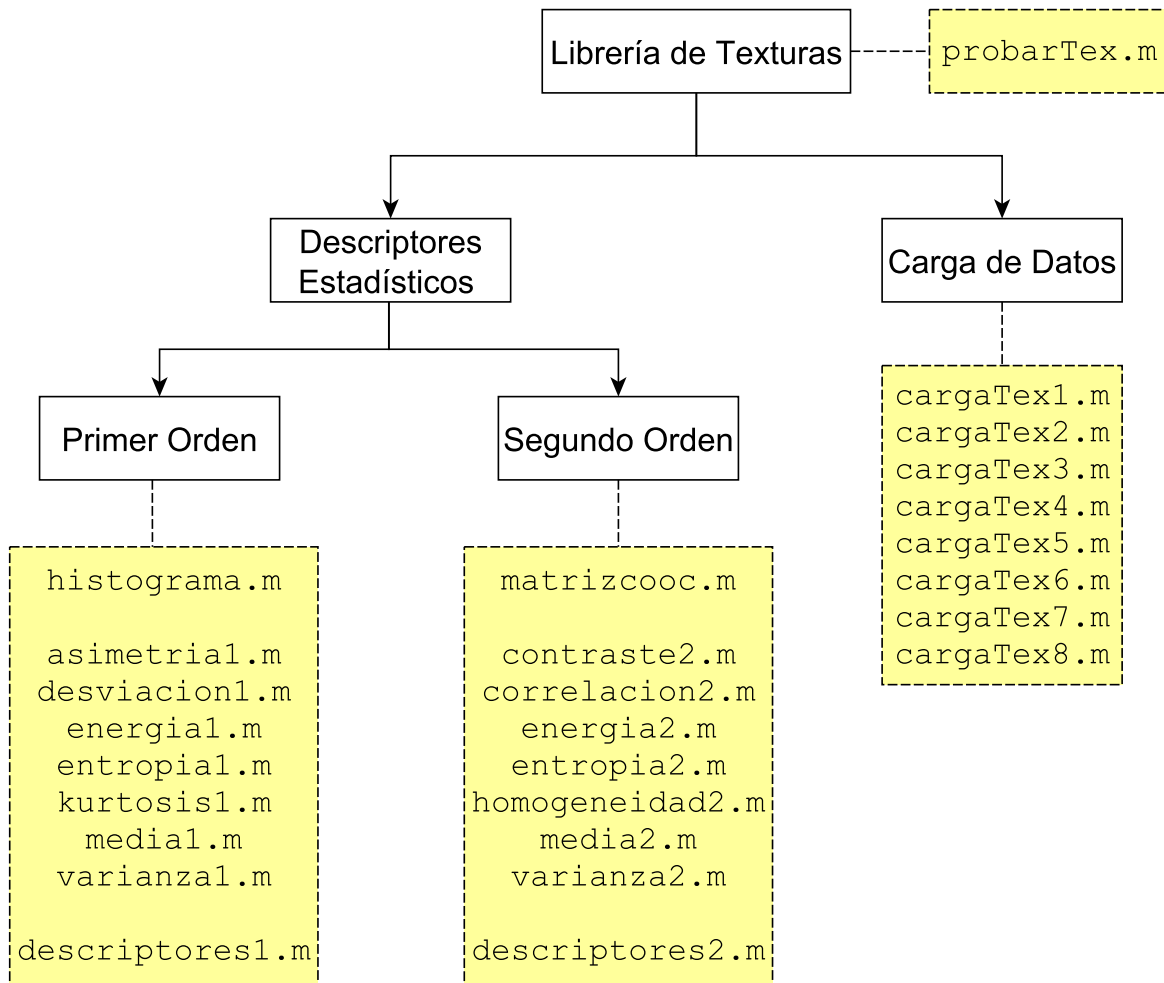 Librería de Texturas
probarTex.m
Descriptores
Estadísticos
Carga de Datos
Primer Orden
Segundo Orden
cargaTex1.m
cargaTex2.m
cargaTex3.m
cargaTex4.m
cargaTex5.m
cargaTex6.m
cargaTex7.m
cargaTex8.m
histograma.m
asimetria1.m
desviacion1.m
energia1.m
entropia1.m
kurtosis1.m
media1.m
varianza1.m
descriptores1.m
matrizcooc.m
contraste2.m
correlacion2.m
energia2.m
entropia2.m
homogeneidad2.m
media2.m
varianza2.m
descriptores2.m